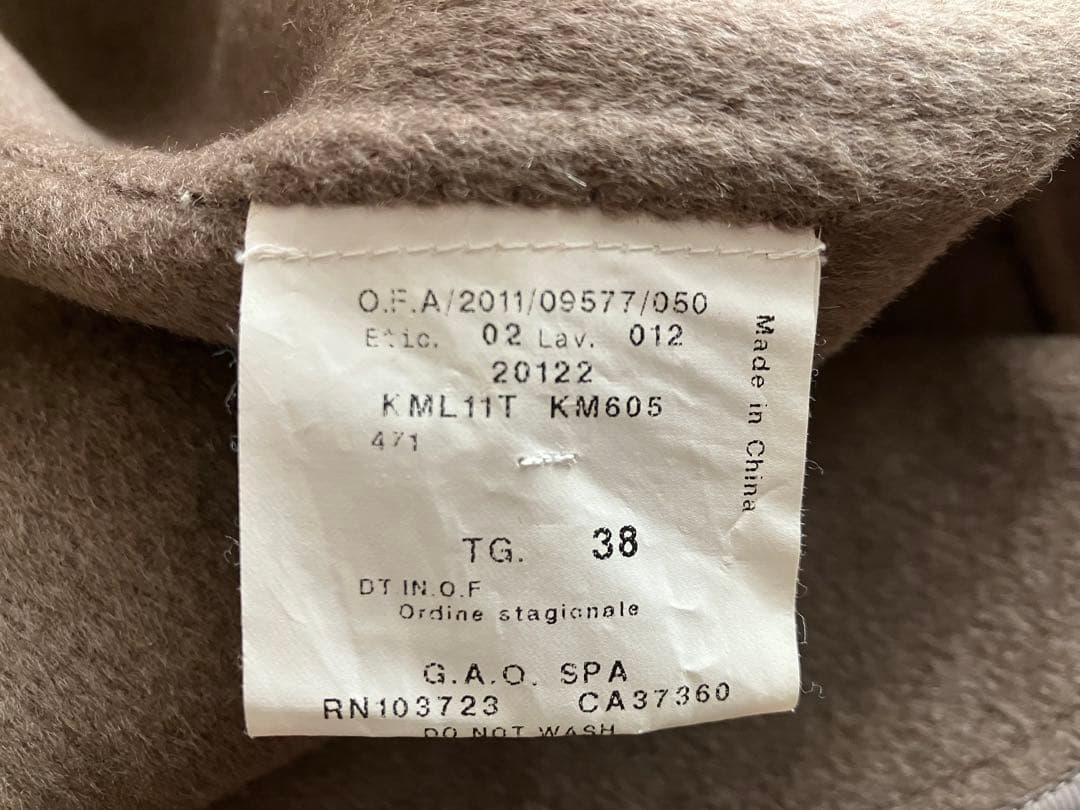 O.F.A/2011/09577/050
Etic. 02 Lav. 012
20122
KML11T KM605
471
TG. 38
DT.IN.O.F
Ordine stagionale
G.A.O. SPA
RN103723 CA37360
DO NOT WASH
Made in China